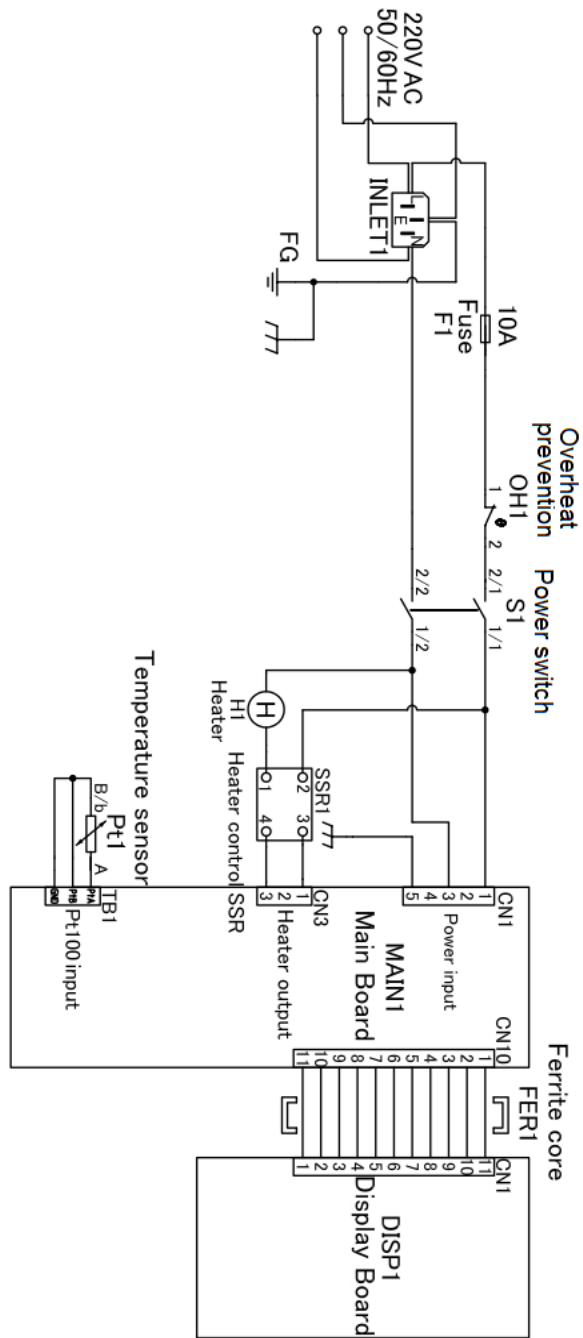 220V AC
50/60Hz
INLET1
L
E
N
FG
10A
Fuse
F1
Overheat
prevention
OH1
1
2
Power switch
S1
2/1
1/1
2/2
1/2
H
H1
Heater
SSR1
2
3
1
4
Heater control SSR
Temperature sensor
Pt1
B/b
A
TB1
PtA
PtB
GND
Pt100 input
CN3
1
2
3
Heater output
CN1
1
2
3
4
5
Power input
MAIN1
Main Board
CN10
1
2
3
4
5
6
7
8
9
10
11
Ferrite core
FER1
CN1
11
10
9
8
7
6
5
4
3
2
1
DISP1
Display Board